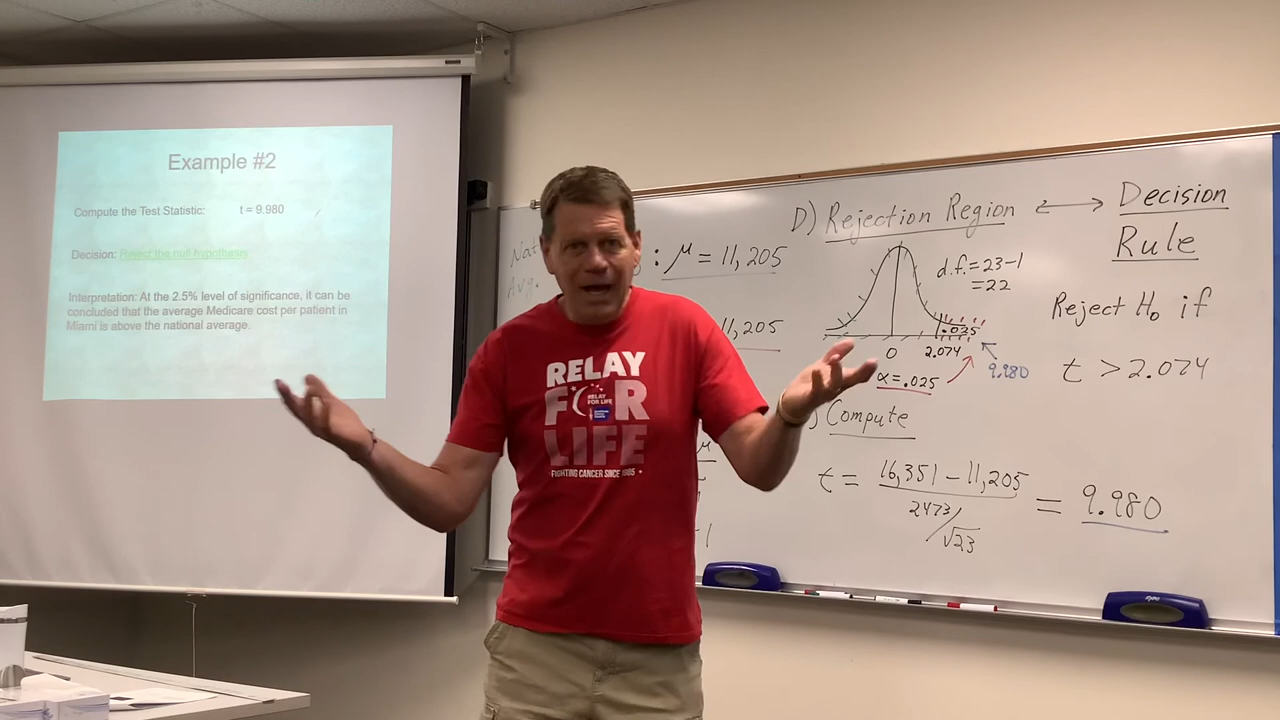 Example #2
Compute the Test Statistic: t = 9.980
Decision: Reject the null hypothesis
Interpretation: At the 2.5% level of significance, it can be
concluded that the average Medicare cost per patient in
Miami is above the national average.
RELAY
FOR
RELAY
FOR LIFE
LIFE
FIGHTING CANCER SINCE 1985
Avg.
: μ = 11,205
11,205
D) Rejection Region ⟷ Decision
Rule
d.f. = 23-1
= 22
.025
0 2.074
9.980
α = .025
Reject H₀ if
t > 2.074
Compute
t = 16,351 - 11,205
2473/√23
= 9.980
expo